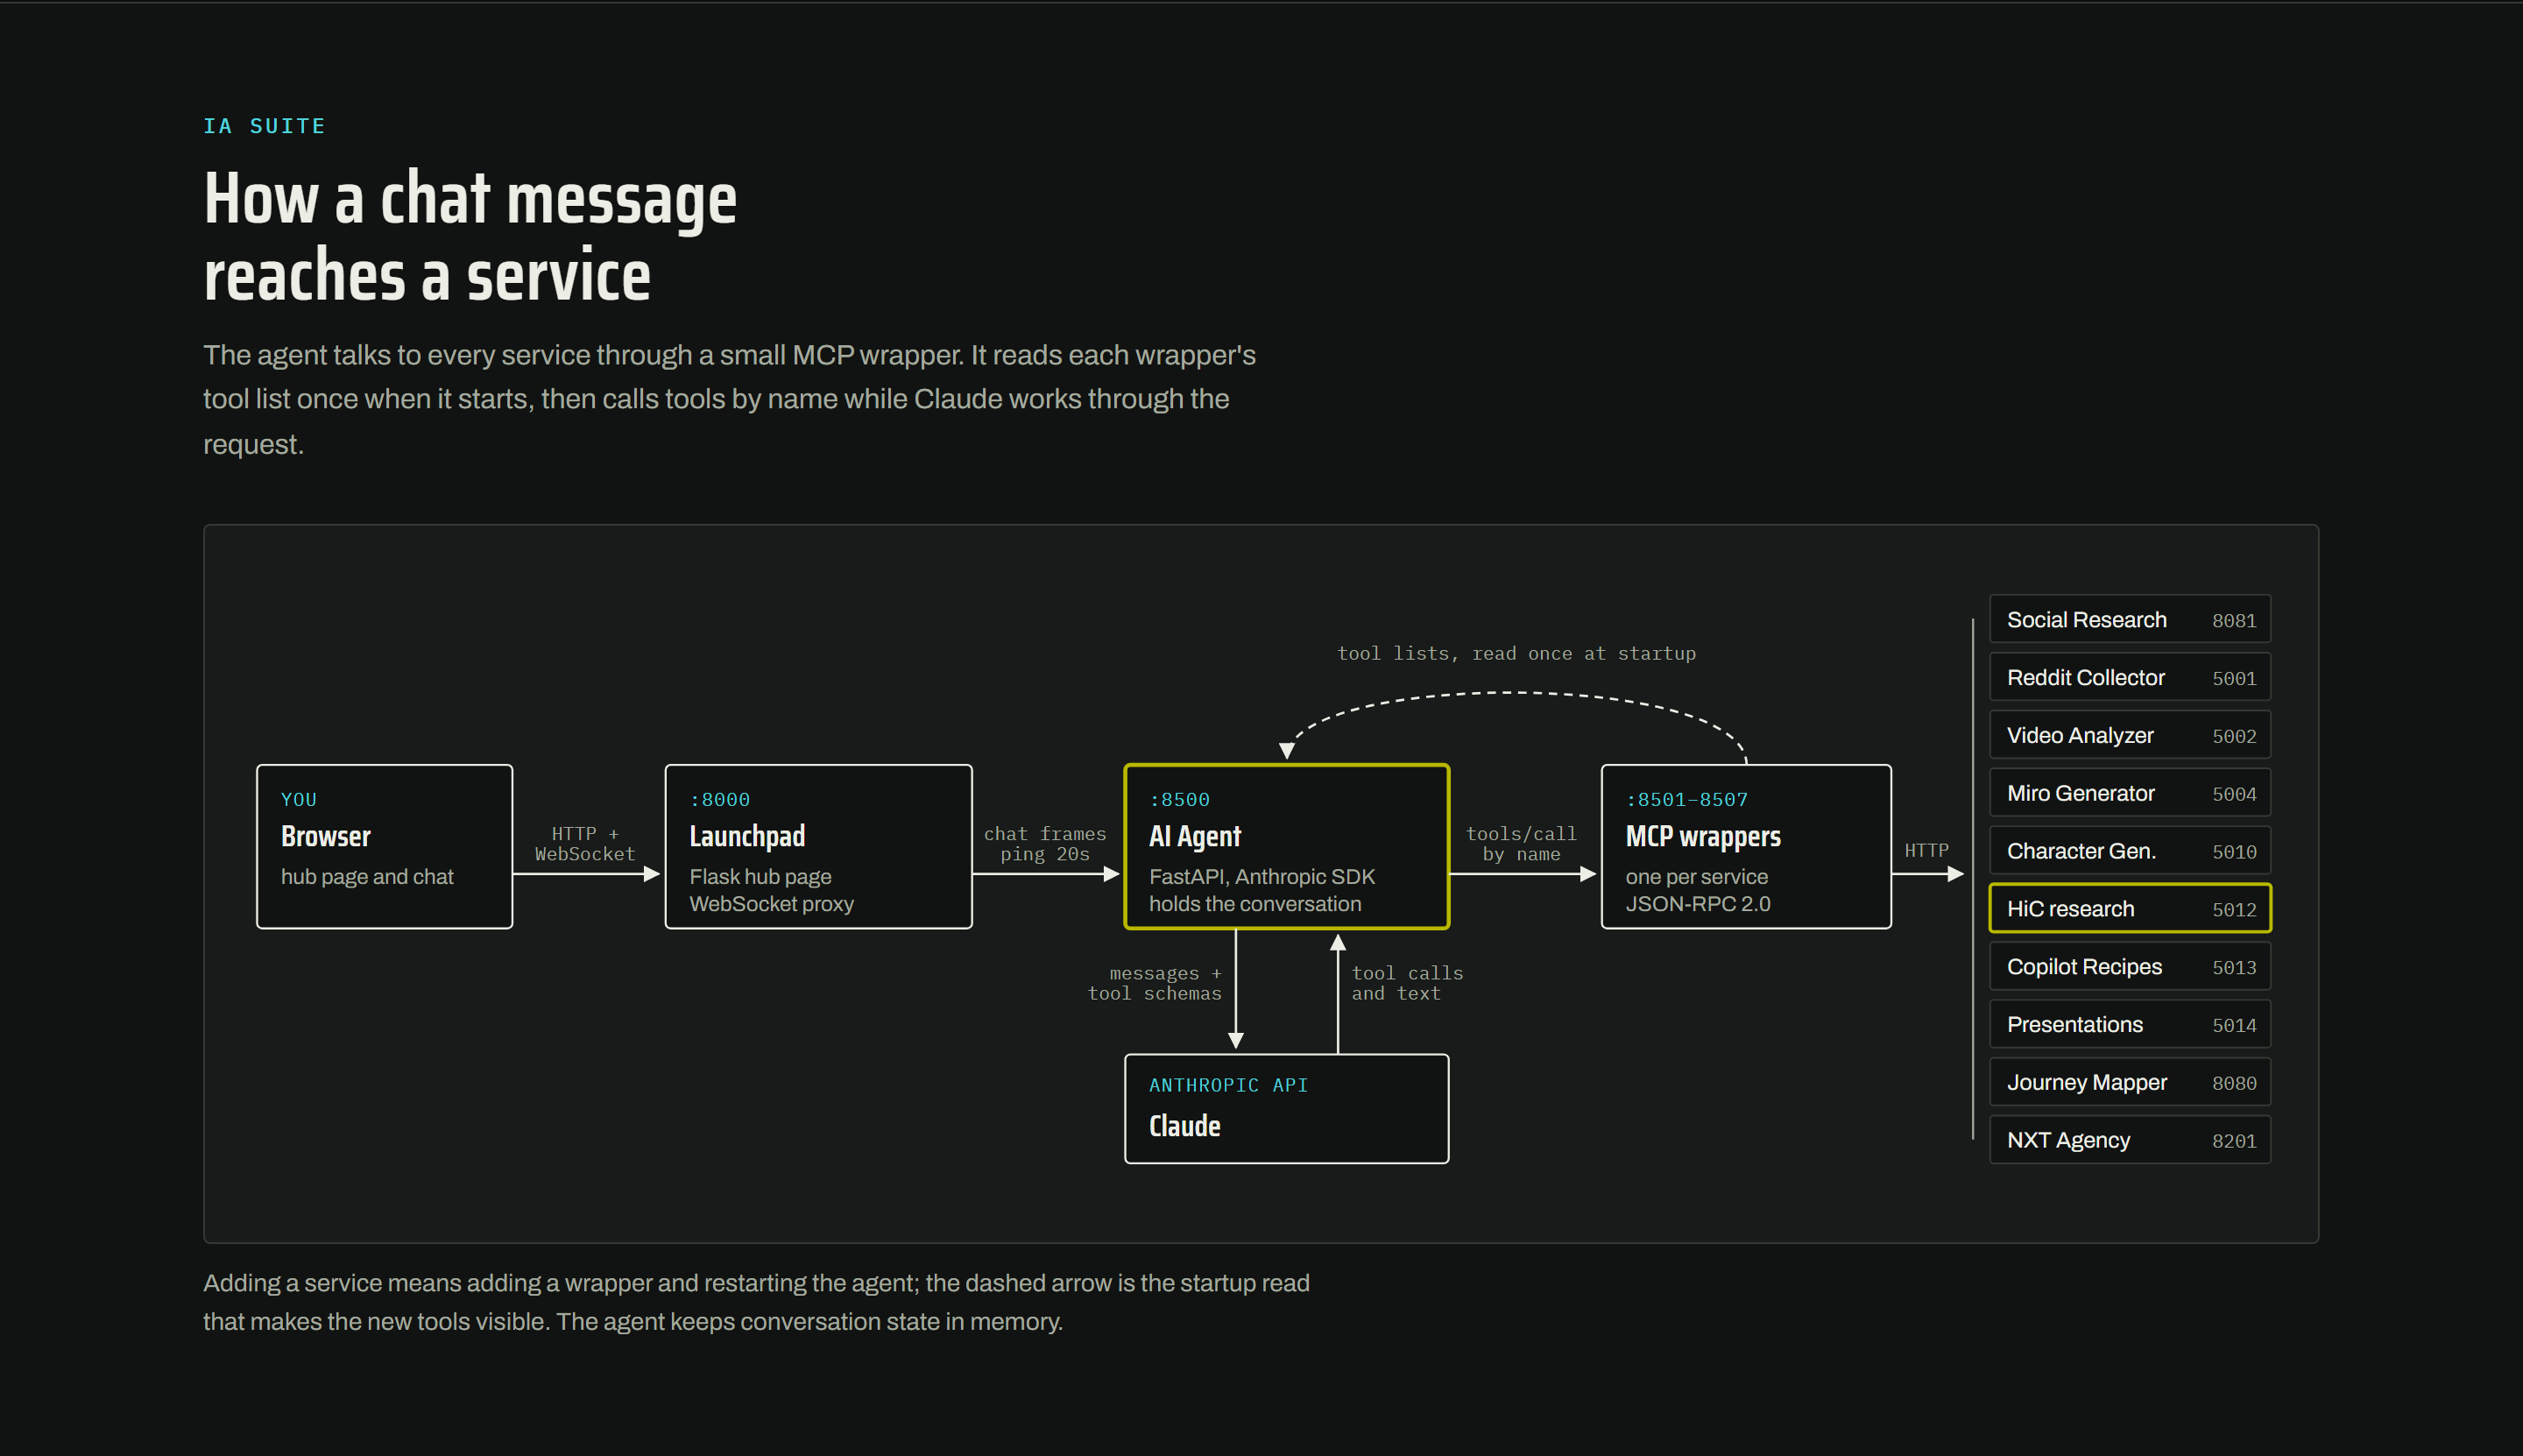 IA SUITE
How a chat message
reaches a service
The agent talks to every service through a small MCP wrapper. It reads each wrapper's
tool list once when it starts, then calls tools by name while Claude works through the
request.
tool lists, read once at startup
YOU
Browser
hub page and chat
HTTP +
WebSocket
:8000
Launchpad
Flask hub page
WebSocket proxy
chat frames
ping 20s
:8500
AI Agent
FastAPI, Anthropic SDK
holds the conversation
tools/call
by name
:8501–8507
MCP wrappers
one per service
JSON-RPC 2.0
HTTP
messages +
tool schemas
tool calls
and text
ANTHROPIC API
Claude
Social Research 8081
Reddit Collector 5001
Video Analyzer 5002
Miro Generator 5004
Character Gen. 5010
HiC research 5012
Copilot Recipes 5013
Presentations 5014
Journey Mapper 8080
NXT Agency 8201
Adding a service means adding a wrapper and restarting the agent; the dashed arrow is the startup read
that makes the new tools visible. The agent keeps conversation state in memory.